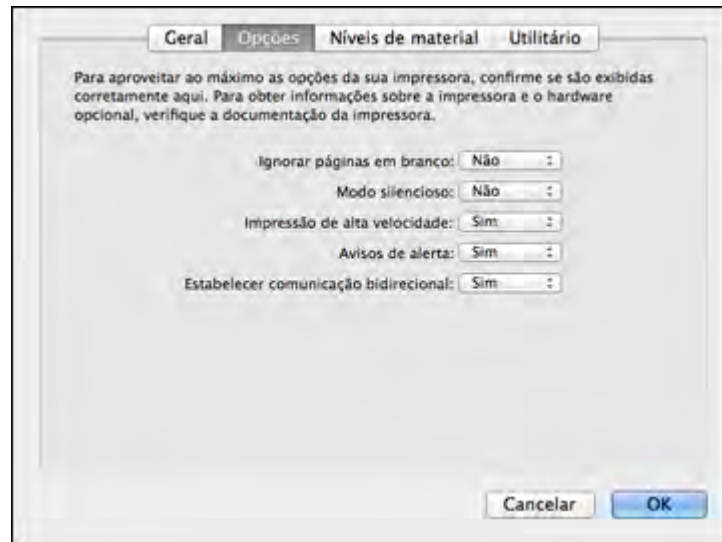 Geral Opções Níveis de material Utilitário
Para aproveitar ao máximo as opções da sua impressora, confirme se são exibidas
corretamente aqui. Para obter informações sobre a impressora e o hardware
opcional, verifique a documentação da impressora.
Ignorar páginas em branco: Não
Modo silencioso: Não
Impressão de alta velocidade: Sim
Avisos de alerta: Sim
Estabelecer comunicação bidirecional: Sim
Cancelar OK